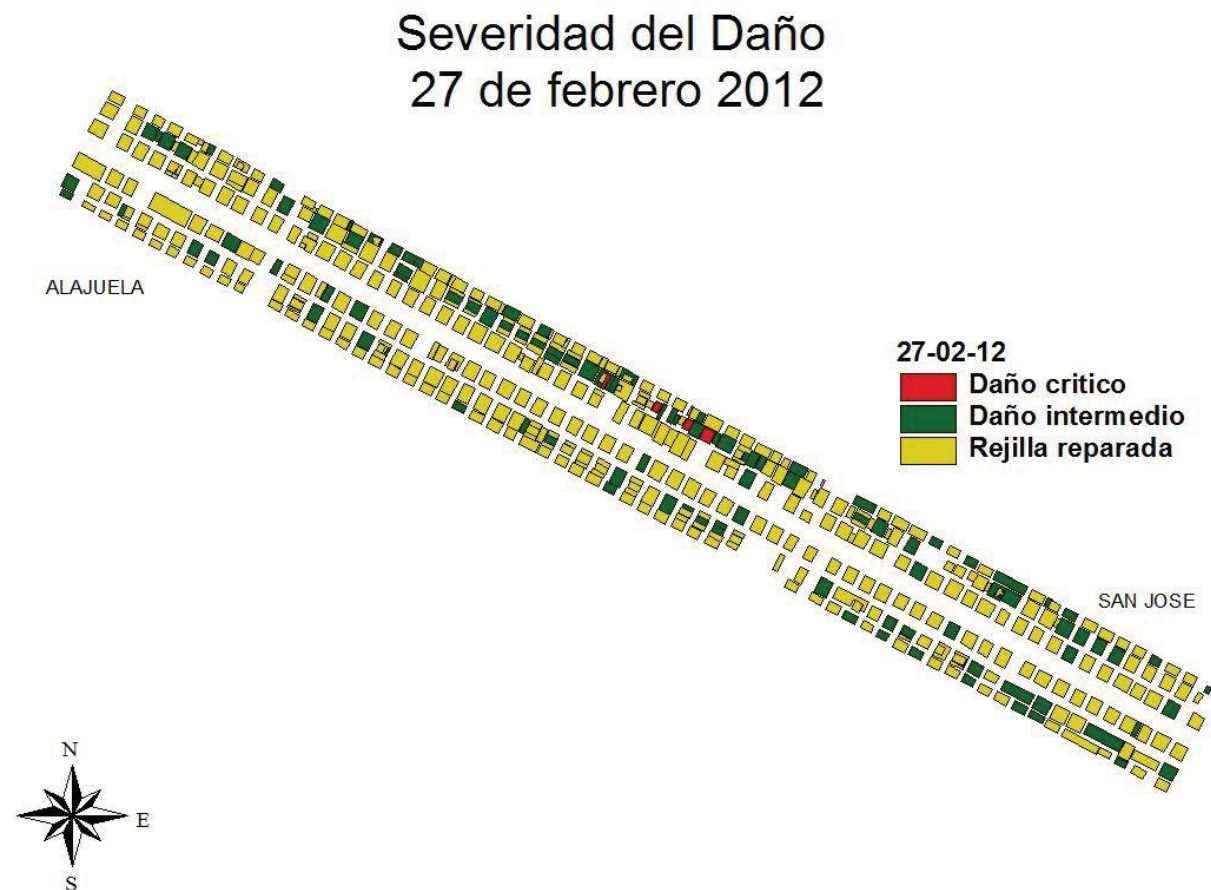 Severidad del Daño
27 de febrero 2012
ALAJUELA
27-02-12
Daño critico
Daño intermedio
Rejilla reparada
SAN JOSE
N
E
S